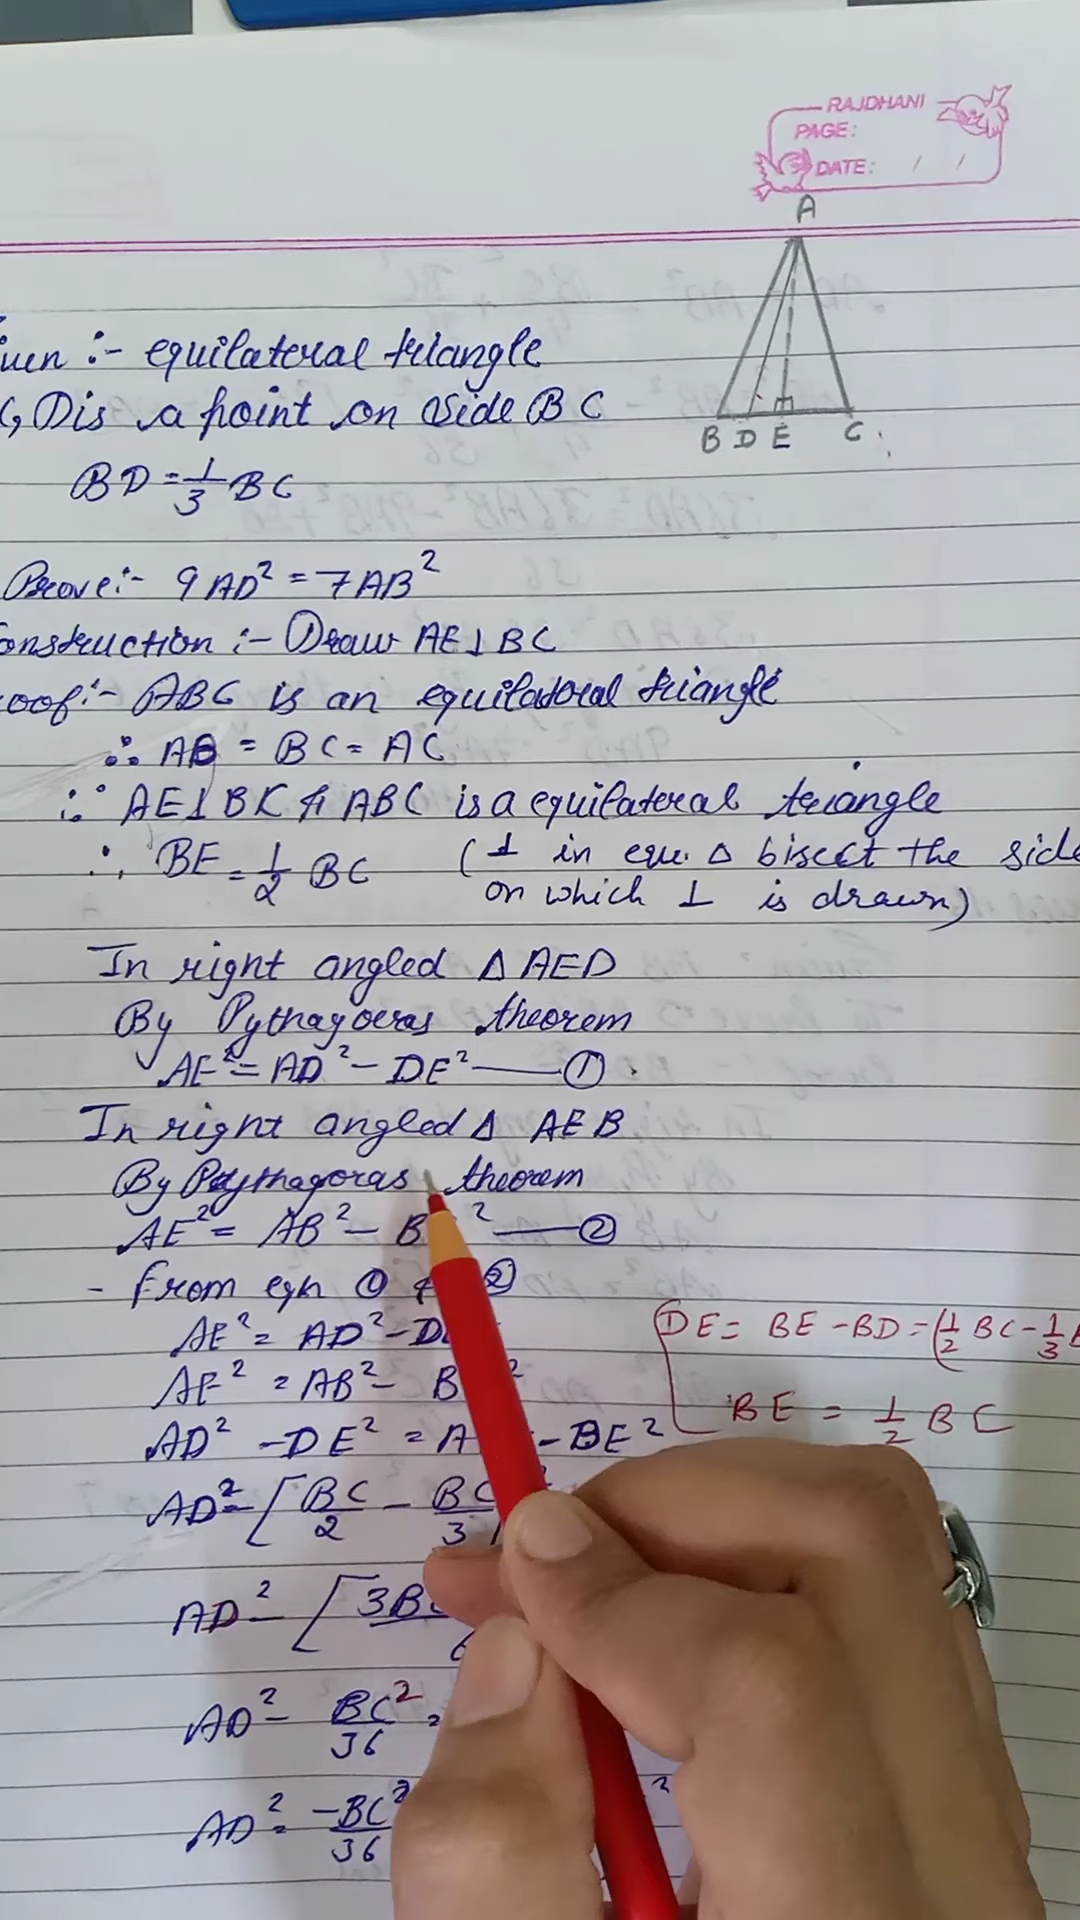 RAJDHANI
PAGE:
DATE: / /
A
B D E C
:- equilateral triangle
, D is a point on side BC
BD = 1/3 BC
Prove:- 9AD² = 7AB²
onstruction :- Draw AE⊥BC
oof:- ABC is an equilateral triangle
∴ AB = BC = AC
∵ AE⊥BC & ABC is a equilateral triangle
∴ BE = 1/2 BC (⊥ in equ. Δ bisect the side
on which ⊥ is drawn)
In right angled Δ AED
By Pythagoras theorem
AE² = AD² - DE² —— ①
In right angled Δ AEB
By Pythagoras theorem
AE² = AB² - B ² —— ②
- From eqn ① & ②
AE² = AD² - D
AE² = AB² - B ²
AD² - DE² = A - BE²
DE = BE - BD = (1/2 BC - 1/3
BE = 1/2 BC
AD² - [BC/2 - BC/3
AD² - [3B
AD² - BC²/36 =
AD² = -BC²/36 ²